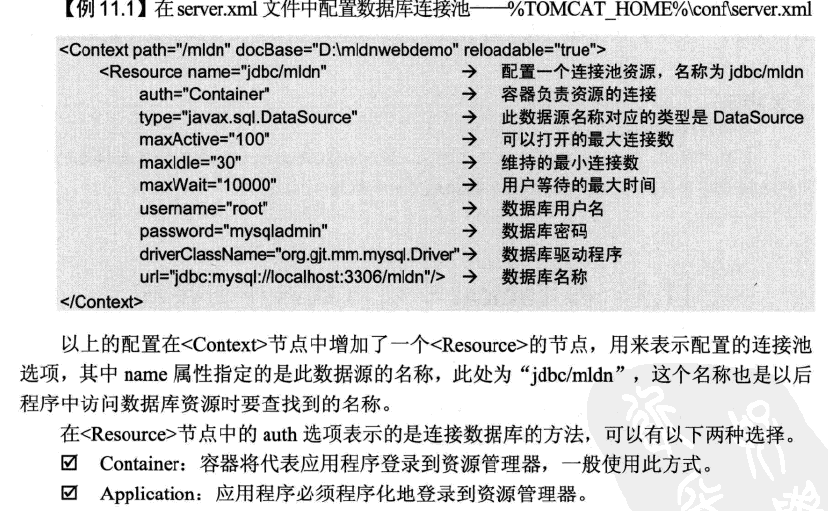 【例 11.1】在 server.xml 文件中配置数据库连接池——%TOMCAT_HOME%\conf\server.xml
<Context path="/mldn" docBase="D:\mldnwebdemo" reloadable="true">
<Resource name="jdbc/mldn" → 配置一个连接池资源，名称为 jdbc/mldn
auth="Container" → 容器负责资源的连接
type="javax.sql.DataSource" → 此数据源名称对应的类型是 DataSource
maxActive="100" → 可以打开的最大连接数
maxIdle="30" → 维持的最小连接数
maxWait="10000" → 用户等待的最大时间
username="root" → 数据库用户名
password="mysqladmin" → 数据库密码
driverClassName="org.gjt.mm.mysql.Driver" → 数据库驱动程序
url="jdbc:mysql://localhost:3306/mldn"/> → 数据库名称
</Context>
以上的配置在<Context>节点中增加了一个<Resource>的节点，用来表示配置的连接池
选项，其中 name 属性指定的是此数据源的名称，此处为“jdbc/mldn”，这个名称也是以后
程序中访问数据库资源时要查找到的名称。
在<Resource>节点中的 auth 选项表示的是连接数据库的方法，可以有以下两种选择。
☑ Container：容器将代表应用程序登录到资源管理器，一般使用此方式。
☑ Application：应用程序必须程序化地登录到资源管理器。